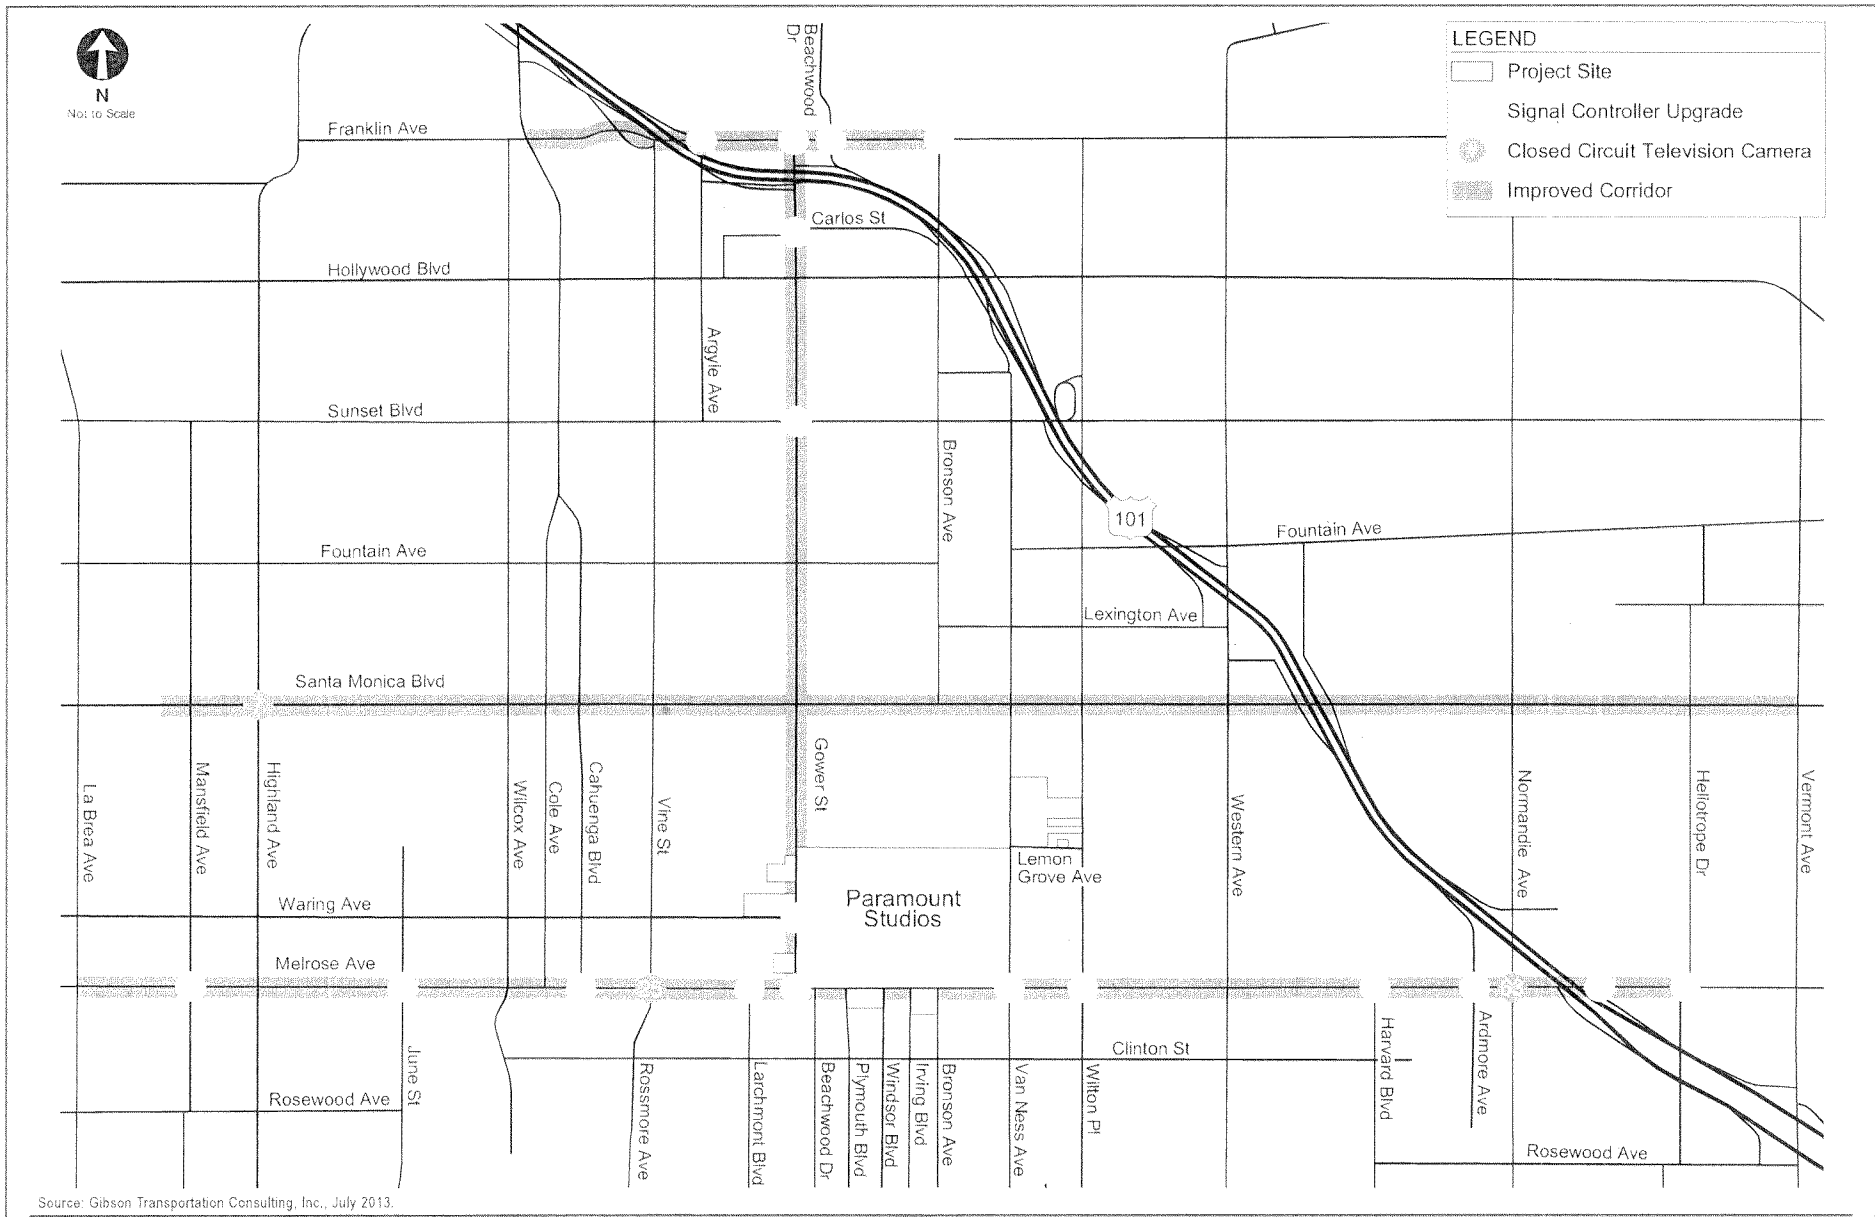 N
Not to Scale
Beachwood
Dr
LEGEND
Project Site
Signal Controller Upgrade
Closed Circuit Television Camera
Improved Corridor
Franklin Ave
Carlos St
Hollywood Blvd
Argyle Ave
Sunset Blvd
Bronson Ave
101
Fountain Ave
Fountain Ave
Lexington Ave
Santa Monica Blvd
La Brea Ave
Mansfield Ave
Highland Ave
Wilcox Ave
Cole Ave
Cahuenga Blvd
Vine St
Gower St
Western Ave
Normandie Ave
Heliotrope Dr
Vermont Ave
Lemon
Grove Ave
Paramount
Studios
Waring Ave
Melrose Ave
Clinton St
June St
Rossmore Ave
Larchmont Blvd
Beachwood Dr
Plymouth Blvd
Windsor Blvd
Irving Blvd
Bronson Ave
Van Ness Ave
Wilton Pl
Harvard Blvd
Ardmore Ave
Rosewood Ave
Rosewood Ave
Source: Gibson Transportation Consulting, Inc., July 2013.